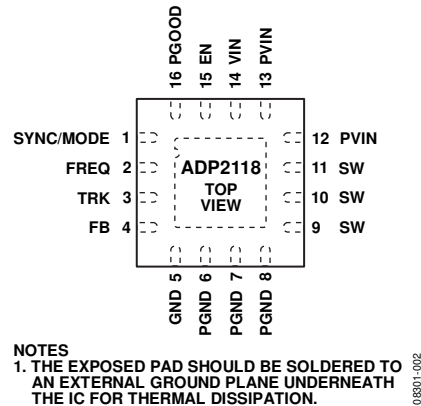 16 PGOOD
15 EN
14 VIN
13 PVIN
SYNC/MODE 1
FREQ 2
TRK 3
FB 4
ADP2118
TOP
VIEW
12 PVIN
11 SW
10 SW
9 SW
GND 5
PGND 6
PGND 7
PGND 8
NOTES
1. THE EXPOSED PAD SHOULD BE SOLDERED TO
AN EXTERNAL GROUND PLANE UNDERNEATH
THE IC FOR THERMAL DISSIPATION.
08301-002